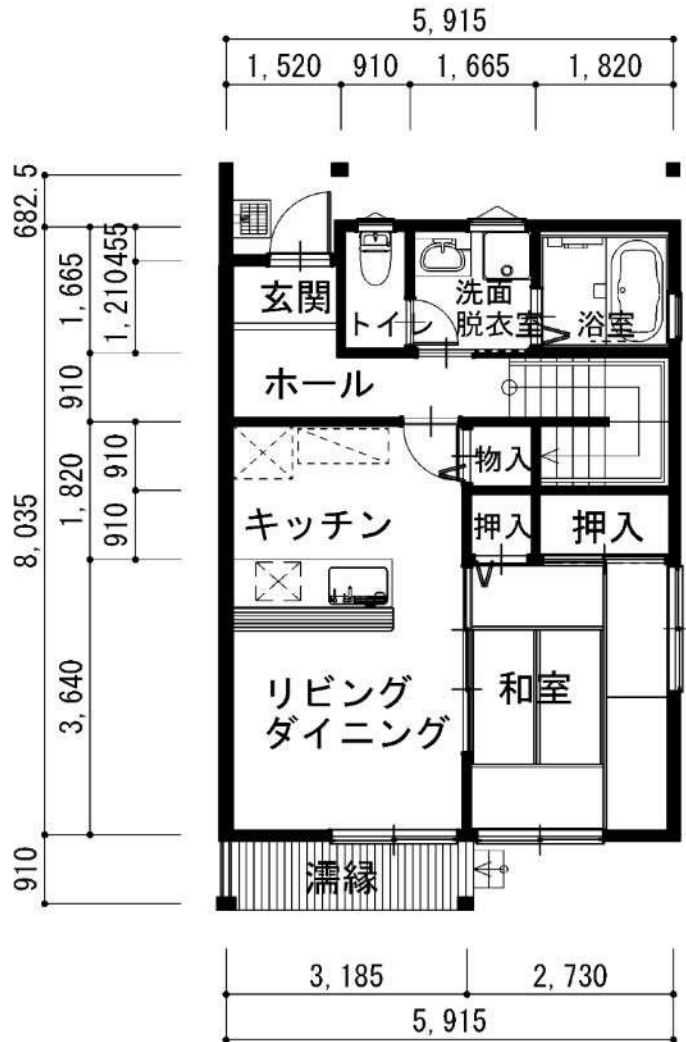 5,915
1,520 910 1,665 1,820
682.5
1,665
1,210
455
玄関
トイレ
洗面
脱衣室
浴室
910
ホール
8,035
1,820
910
910
物入
キッチン
押入
押入
3,640
リビング
ダイニング
和室
910
濡縁
3,185 2,730
5,915